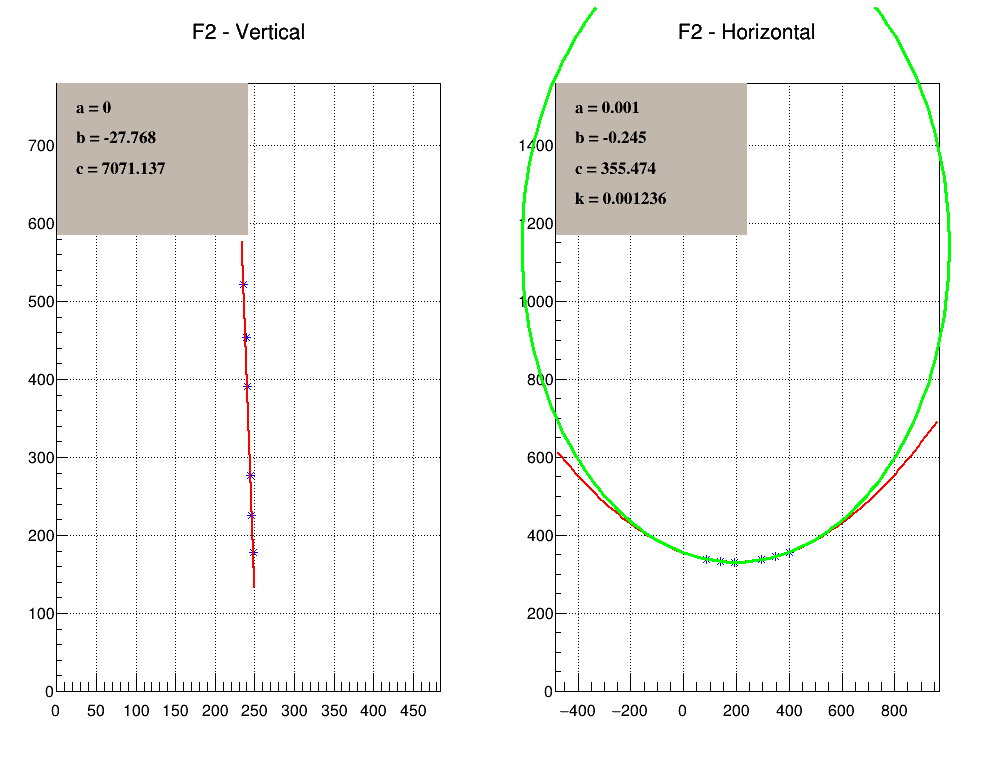 F2 - Vertical
a = 0
b = -27.768
c = 7071.137
700
600
500
400
300
200
100
0
0 50 100 150 200 250 300 350 400 450
F2 - Horizontal
a = 0.001
b = -0.245
c = 355.474
k = 0.001236
1400
1200
1000
800
600
400
200
0
−400 −200 0 200 400 600 800